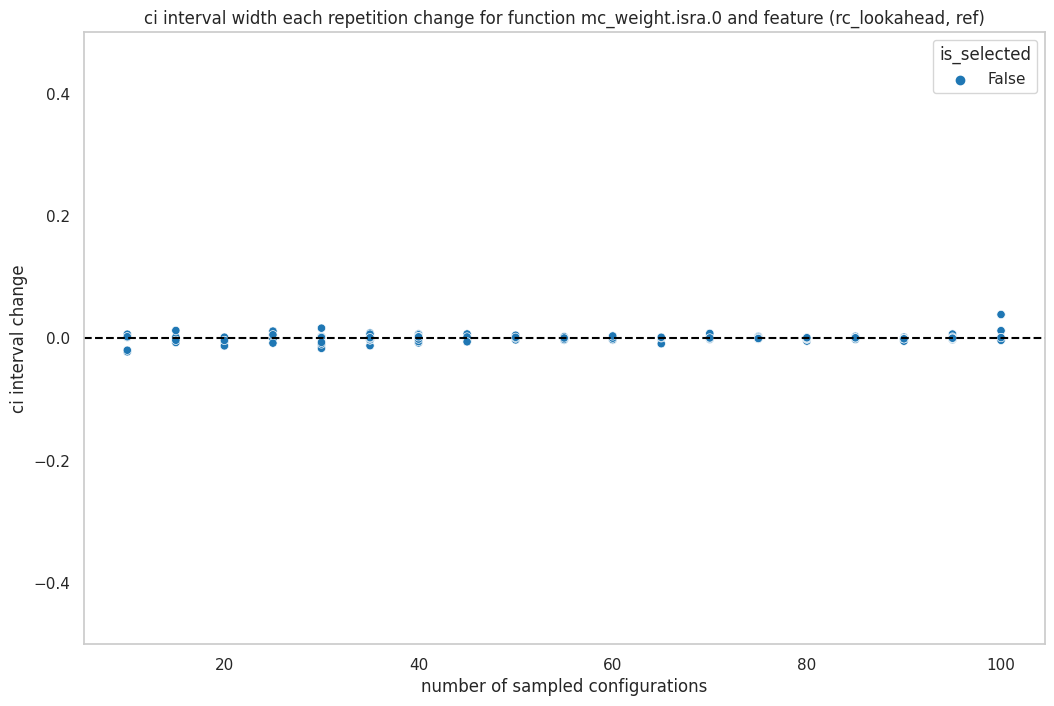 ci interval width each repetition change for function mc_weight.isra.0 and feature (rc_lookahead, ref)
is_selected
False
0.4
0.2
0.0
−0.2
−0.4
ci interval change
20 40 60 80 100
number of sampled configurations